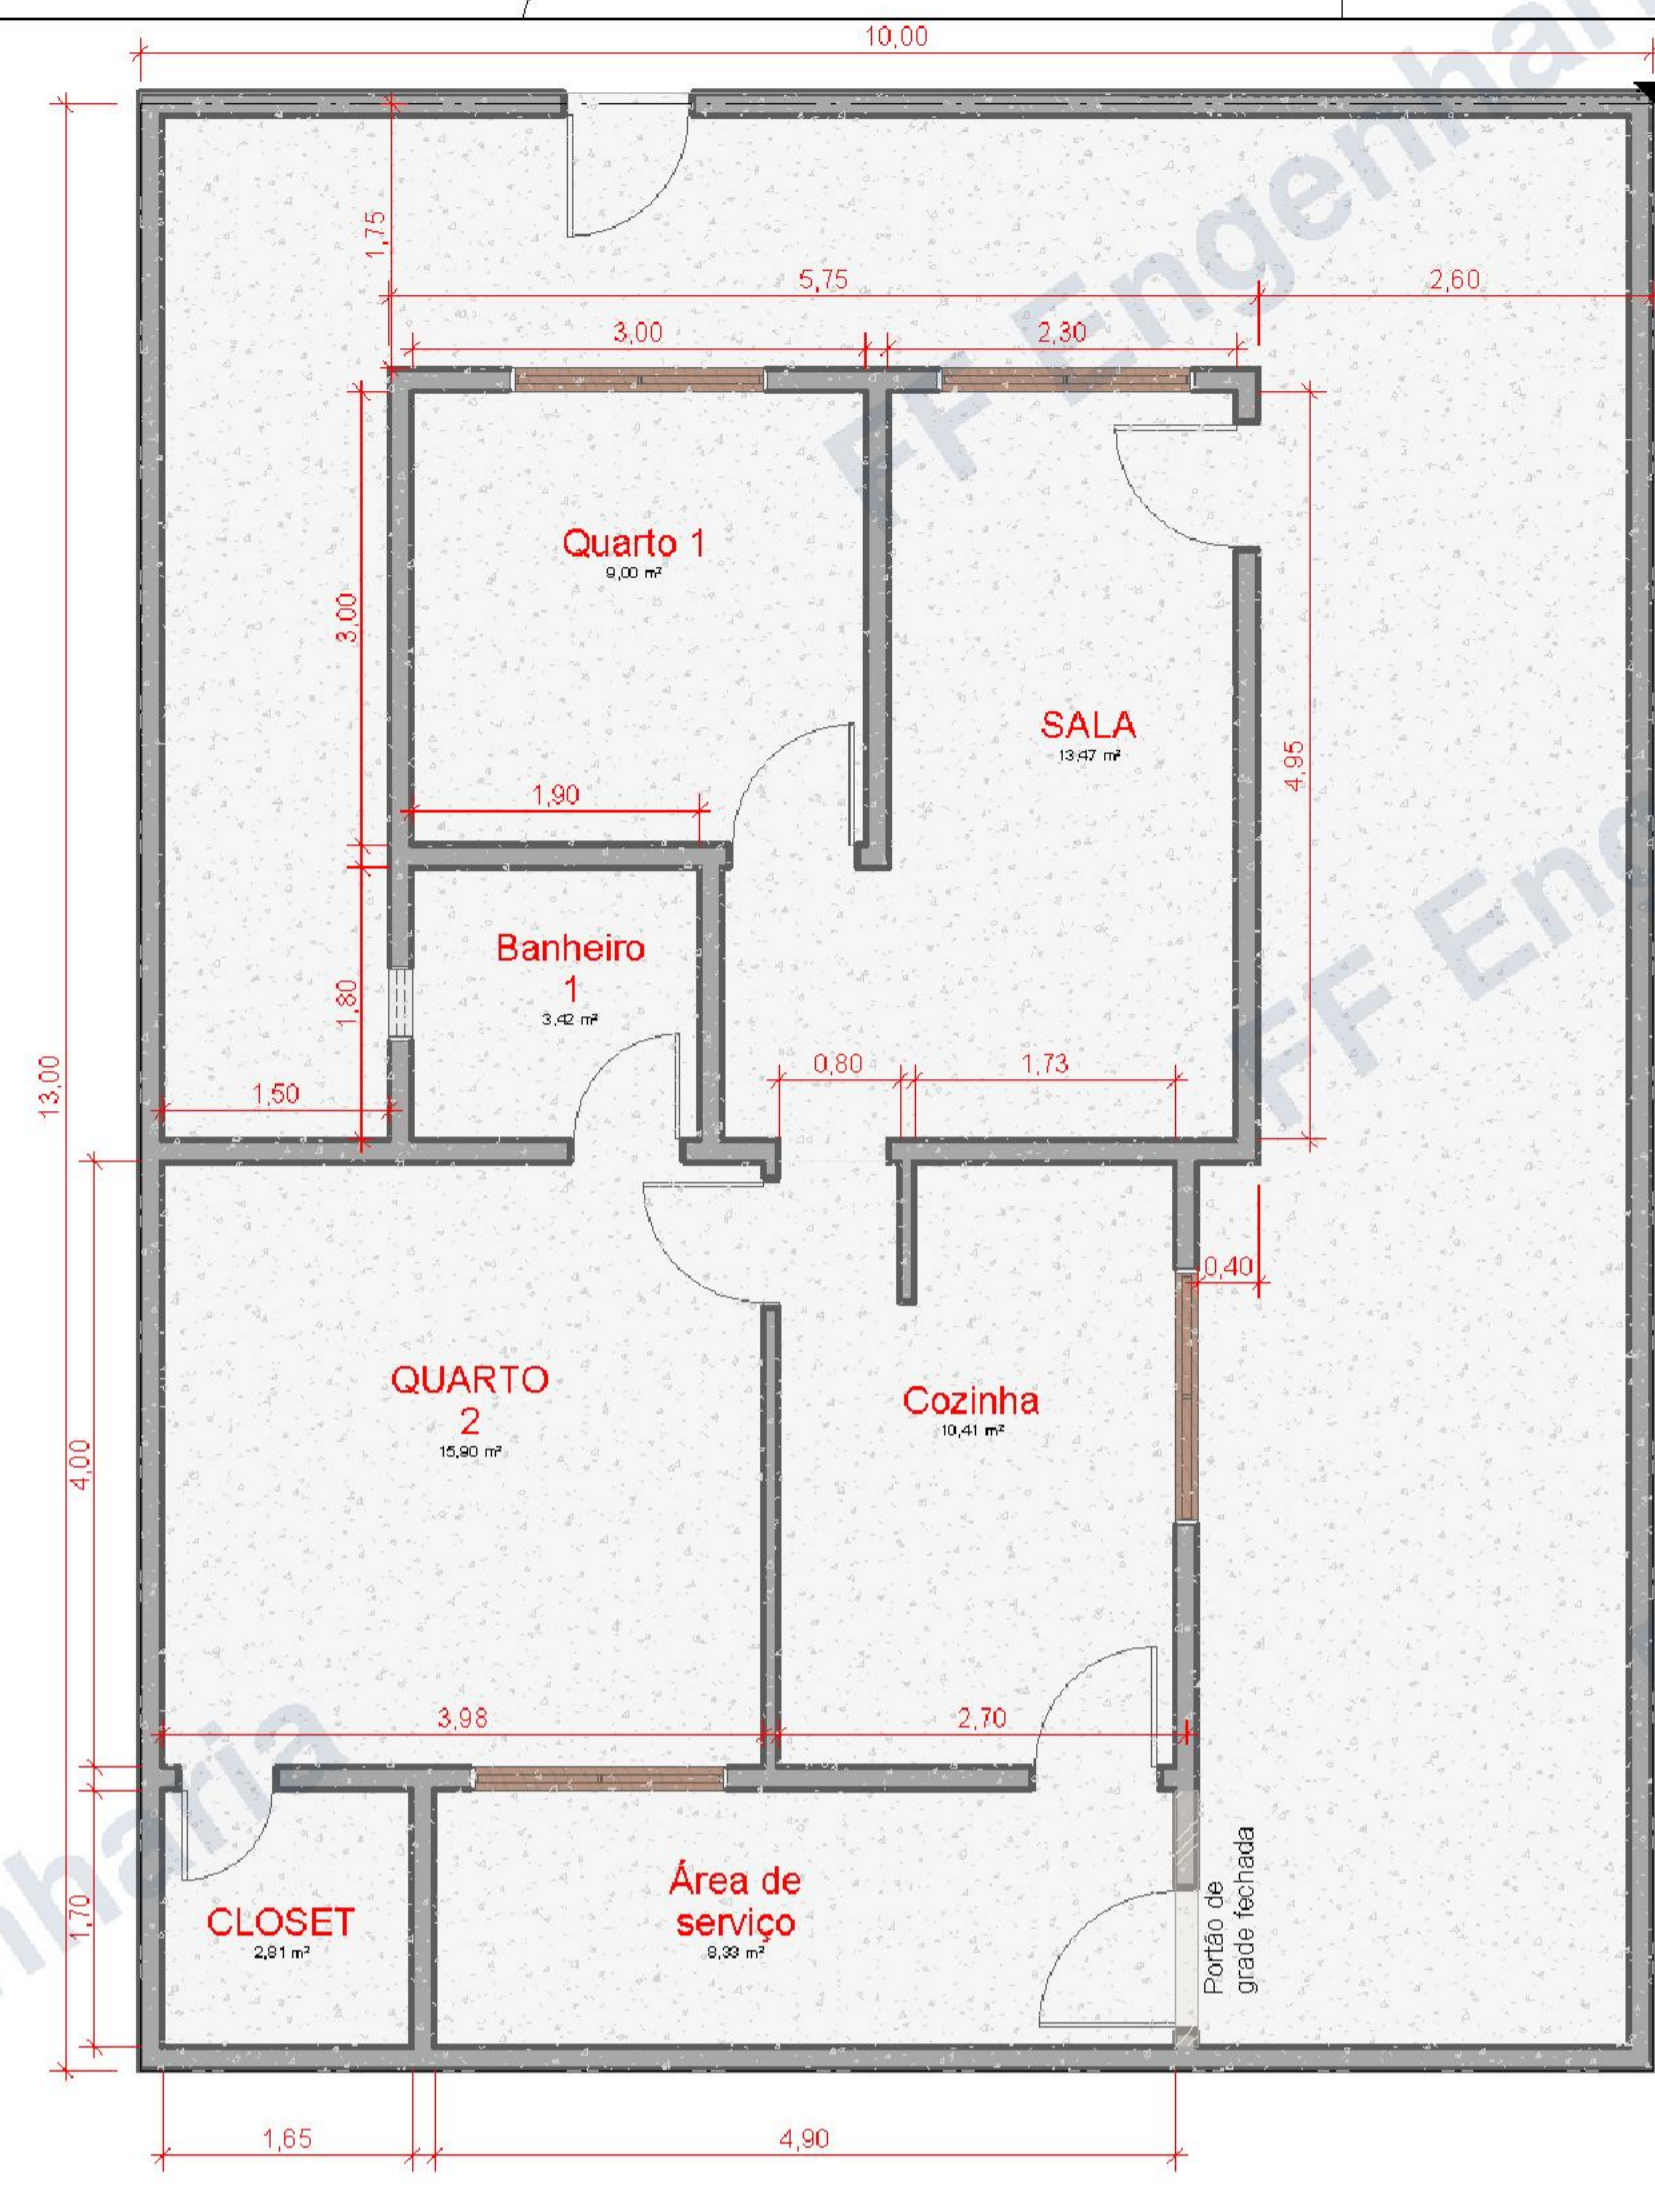 10,00
FF Engenharia
1,75
5,75
2,60
3,00
2,30
Quarto 1
9,00 m²
3,00
SALA
13,47 m²
4,95
1,90
Banheiro
1
3,42 m²
1,80
13,00
1,50
0,80
1,73
FF Eng
0,40
QUARTO
2
15,90 m²
Cozinha
10,41 m²
4,00
3,98
2,70
nharia
CLOSET
2,81 m²
1,70
Área de
serviço
8,33 m²
Portão de
grade fechada
1,65
4,90